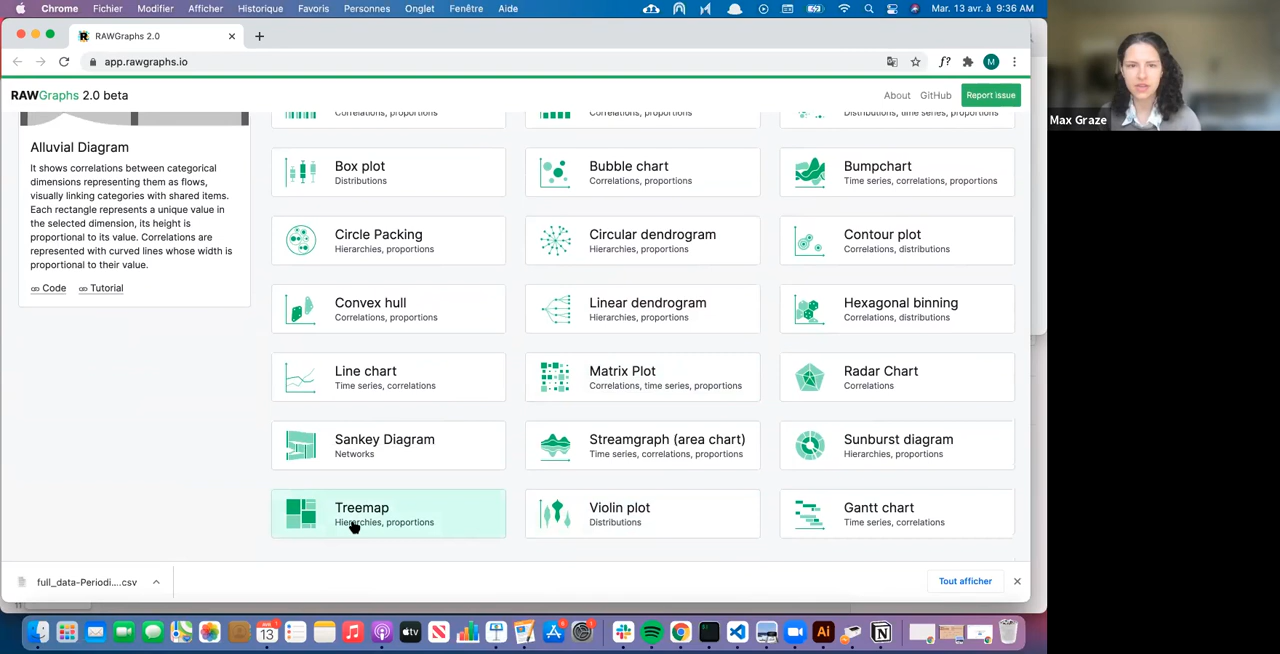 Chrome Fichier Modifier Afficher Historique Favoris Personnes Onglet Fenêtre Aide Mar. 13 avr. à 9:36 AM
RAWGraphs 2.0
app.rawgraphs.io
RAWGraphs 2.0 beta
About GitHub Report issue
Correlations, proportions
Correlations, proportions
Distributions, time series, proportions
Alluvial Diagram
It shows correlations between categorical
dimensions representing them as flows,
visually linking categories with shared items.
Each rectangle represents a unique value in
the selected dimension, its height is
proportional to its value. Correlations are
represented with curved lines whose width is
proportional to their value.
Code Tutorial
Box plot
Distributions
Bubble chart
Correlations, proportions
Bumpchart
Time series, correlations, proportions
Circle Packing
Hierarchies, proportions
Circular dendrogram
Hierarchies, proportions
Contour plot
Correlations, distributions
Convex hull
Correlations, proportions
Linear dendrogram
Hierarchies, proportions
Hexagonal binning
Correlations, distributions
Line chart
Time series, correlations
Matrix Plot
Correlations, time series, proportions
Radar Chart
Correlations
Sankey Diagram
Networks
Streamgraph (area chart)
Time series, correlations, proportions
Sunburst diagram
Hierarchies, proportions
Treemap
Hierarchies, proportions
Violin plot
Distributions
Gantt chart
Time series, correlations
full_data-Periodi....csv
Tout afficher
Max Graze